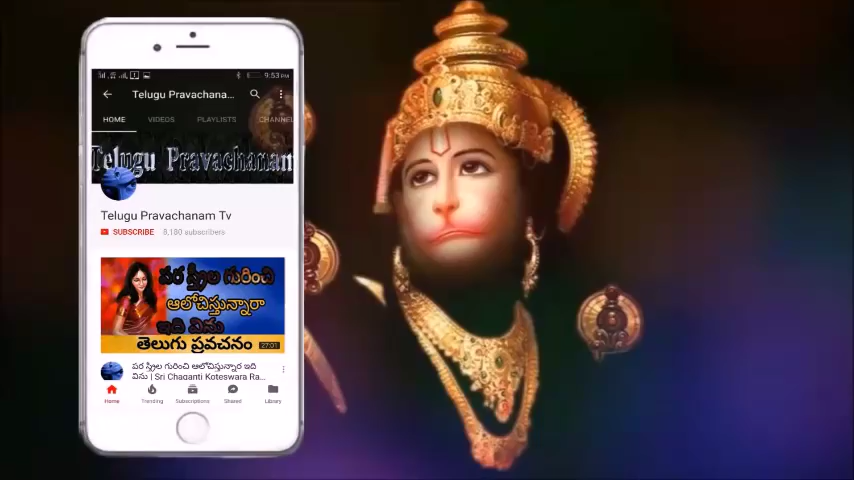 9:53 PM
Telugu Pravachana...
HOME VIDEOS PLAYLISTS CHANNEL
Telugu Pravachanam
Telugu Pravachanam Tv
SUBSCRIBE 8,180 subscribers
పర స్త్రీల గురించి
ఆలోచిస్తున్నారా
ఇది విను
తెలుగు ప్రవచనం 27:01
పర స్త్రీల గురించి ఆలోచిస్తున్నార ఇది
విను | Sri Chaganti Koteswara Ra...
Home Trending Subscriptions Shared Library